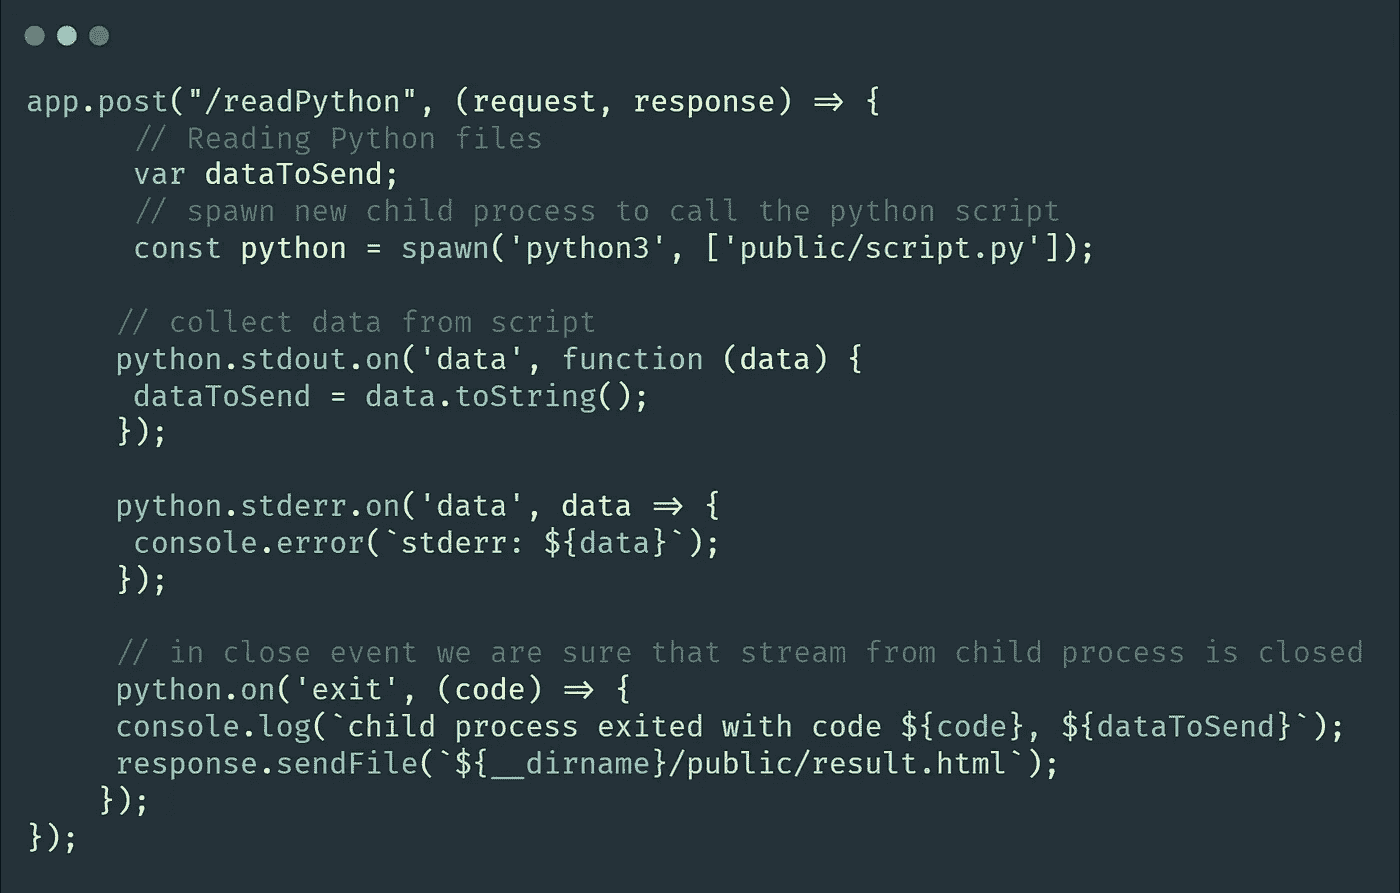 app.post("/readPython", (request, response) => {
// Reading Python files
var dataToSend;
// spawn new child process to call the python script
const python = spawn('python3', ['public/script.py']);
// collect data from script
python.stdout.on('data', function (data) {
dataToSend = data.toString();
});
python.stderr.on('data', data => {
console.error(`stderr: ${data}`);
});
// in close event we are sure that stream from child process is closed
python.on('exit', (code) => {
console.log(`child process exited with code ${code}, ${dataToSend}`);
response.sendFile(`${__dirname}/public/result.html`);
});
});